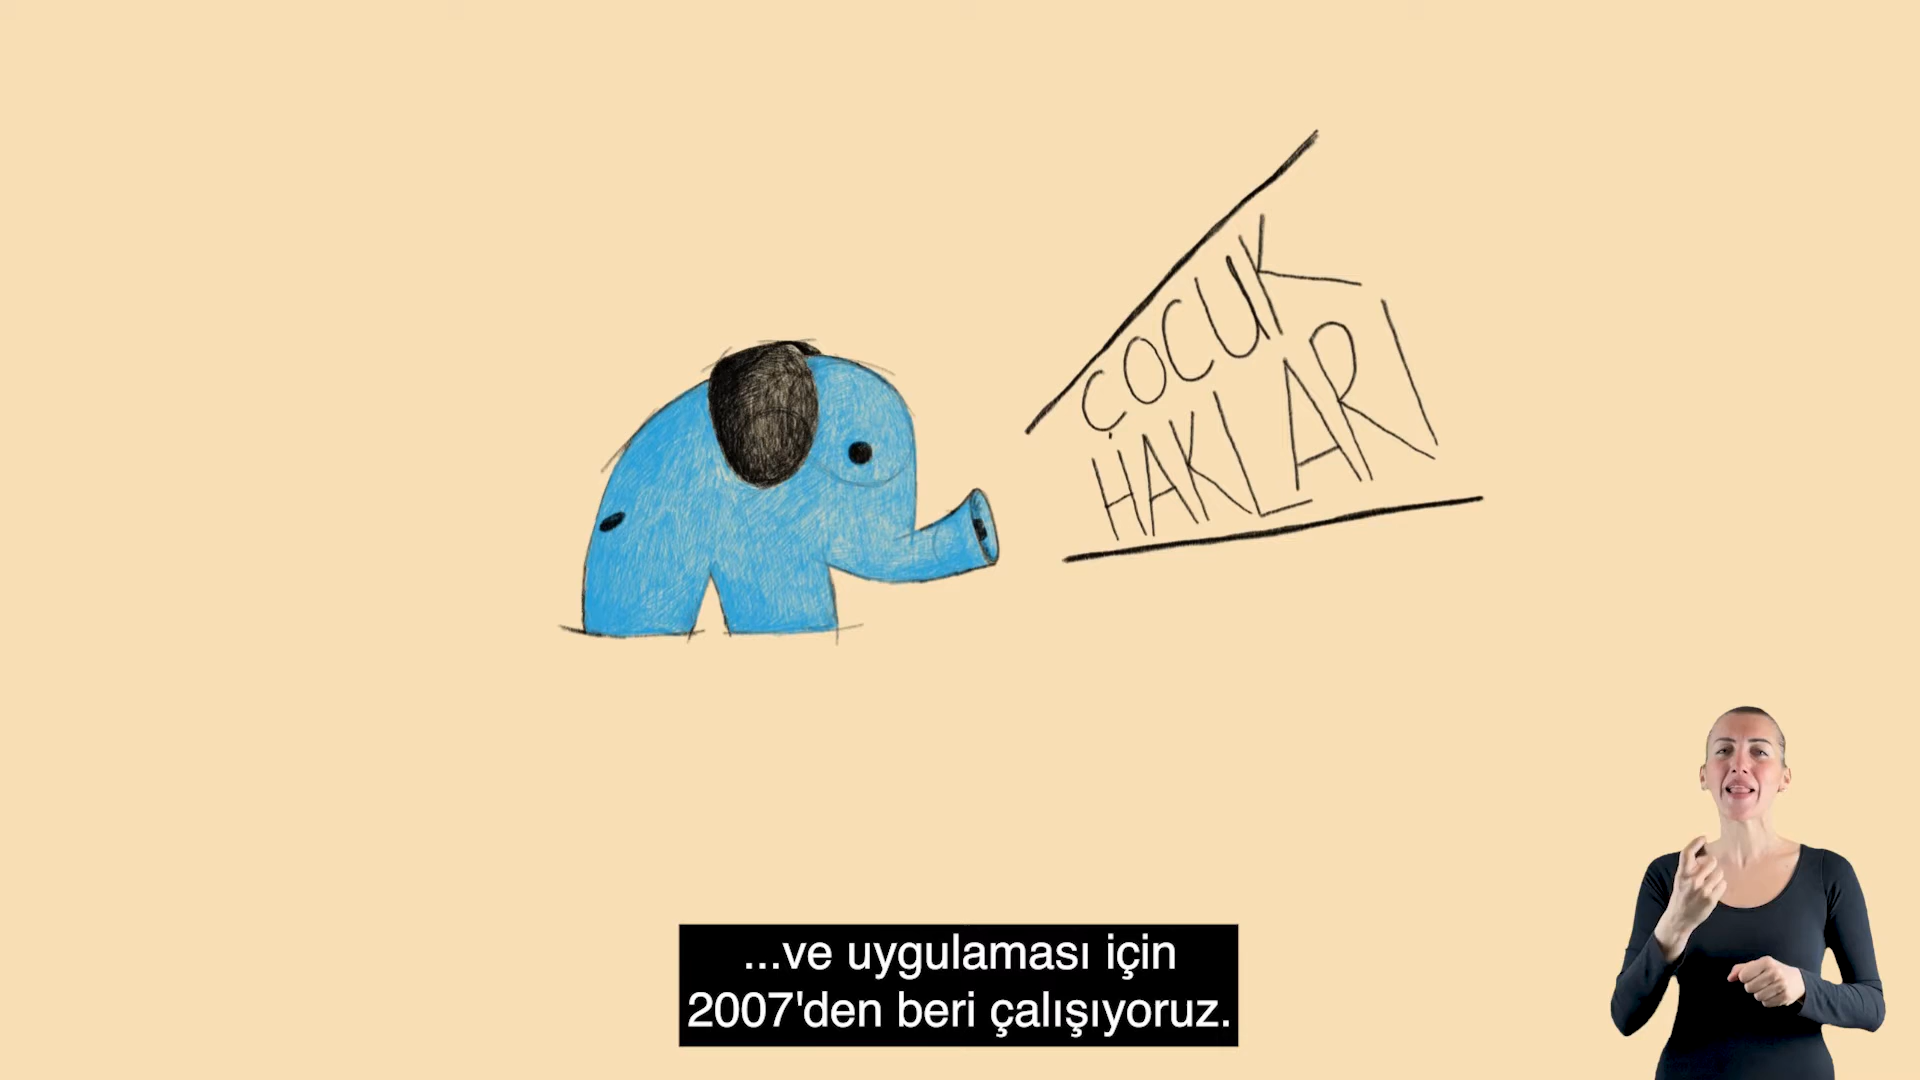 ÇOCUK
HAKLARI
...ve uygulaması için
2007'den beri çalışıyoruz.